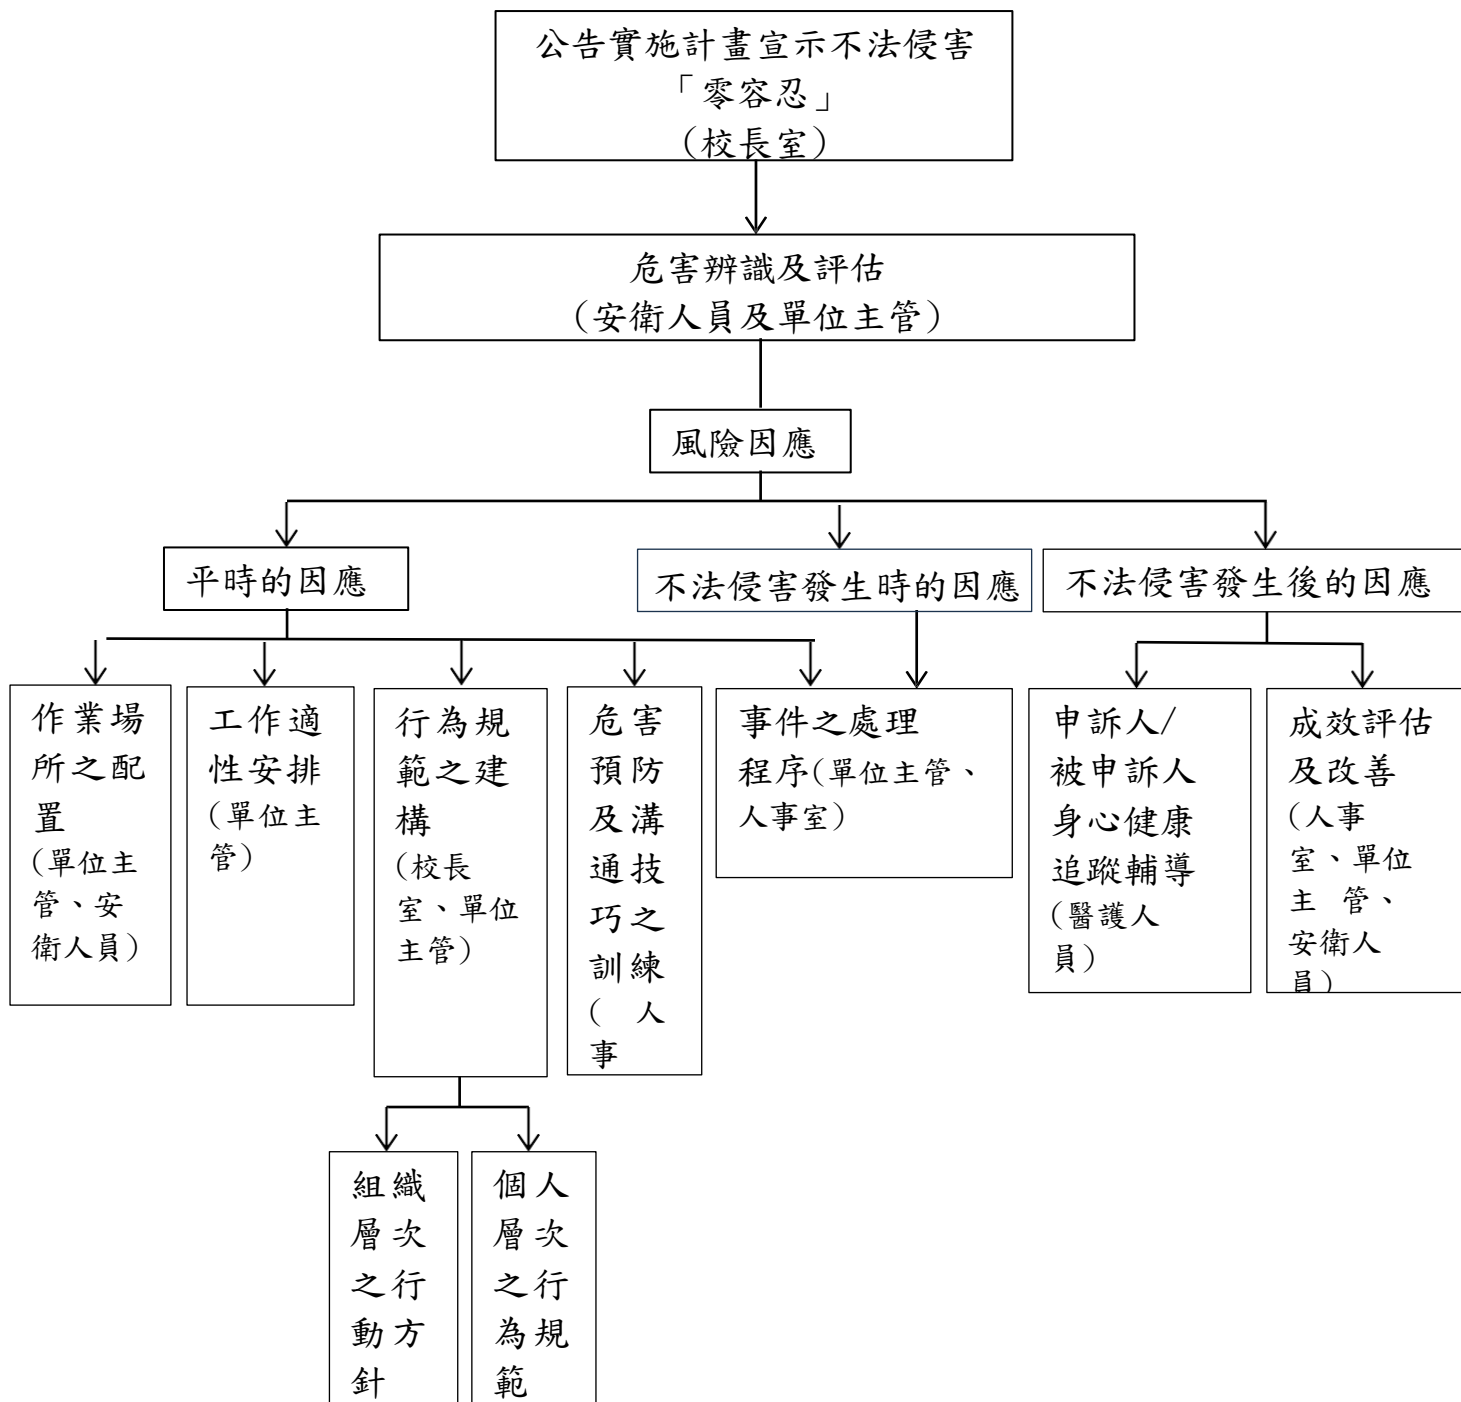 公告實施計畫宣示不法侵害
「零容忍」
(校長室)
危害辨識及評估
(安衛人員及單位主管)
風險因應
平時的因應
不法侵害發生時的因應
不法侵害發生後的因應
作業場
所之配
置
(單位主
管、安
衛人員)
工作適
性安排
(單位主
管)
行為規
範之建
構
(校長
室、單位
主管)
危害
預防
及溝
通技
巧之
訓練
( 人
事
事件之處理
程序(單位主管、
人事室)
申訴人/
被申訴人
身心健康
追蹤輔導
(醫護人
員)
成效評估
及改善
(人事
室、單位
主 管、
安衛人
員)
組織
層次
之行
動方
針
個人
層次
之行
為規
範